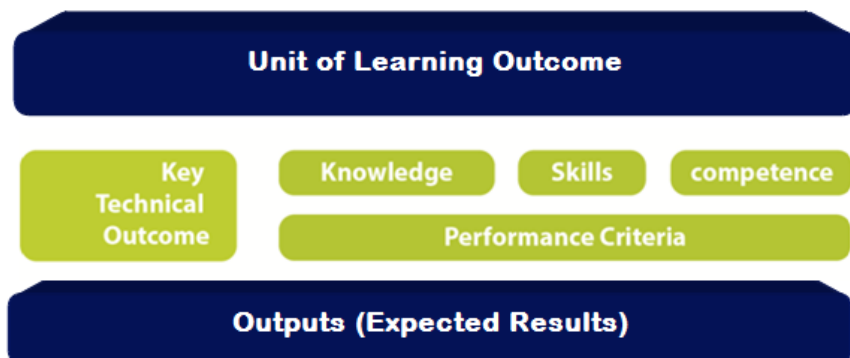 Unit of Learning Outcome
Key
Technical
Outcome
Knowledge
Skills
competence
Performance Criteria
Outputs (Expected Results)